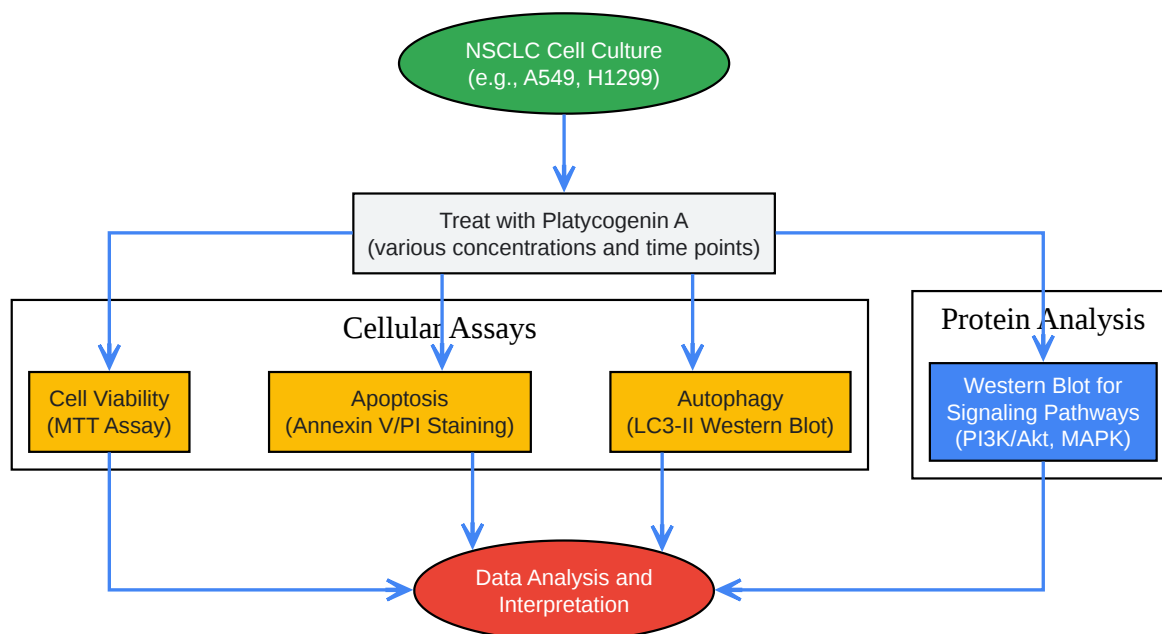 NSCLC Cell Culture
(e.g., A549, H1299)
Treat with Platycogenin A
(various concentrations and time points)
Cellular Assays
Protein Analysis
Cell Viability
(MTT Assay)
Apoptosis
(Annexin V/PI Staining)
Autophagy
(LC3-II Western Blot)
Western Blot for
Signaling Pathways
(PI3K/Akt, MAPK)
Data Analysis and
Interpretation